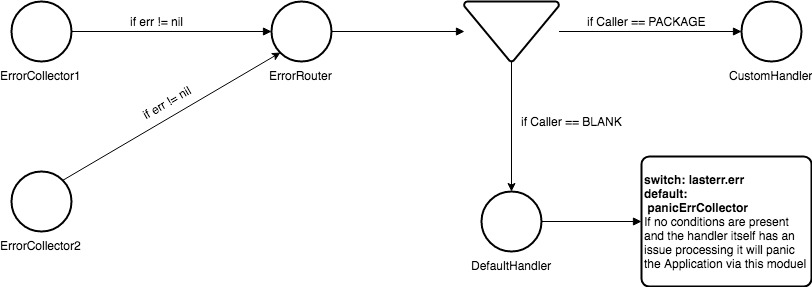 if err != nil
if Caller == PACKAGE
ErrorCollector1
ErrorRouter
CustomHandler
if err != nil
if Caller == BLANK
switch: lasterr.err
default:
panicErrCollector
If no conditions are present
and the handler itself has an
issue processing it will panic
the Application via this moduel
ErrorCollector2
DefaultHandler